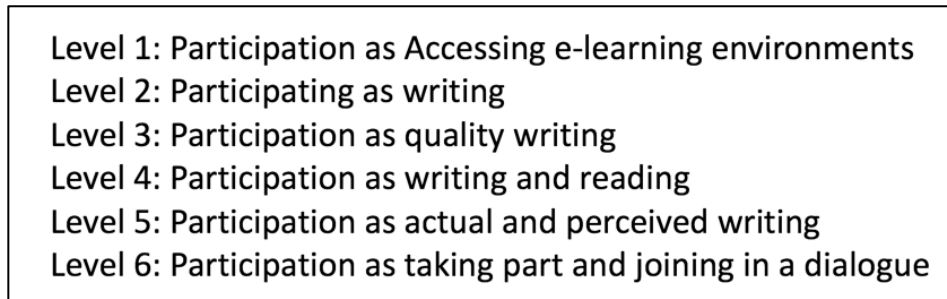 Level 1: Participation as Accessing e-learning environments
Level 2: Participating as writing
Level 3: Participation as quality writing
Level 4: Participation as writing and reading
Level 5: Participation as actual and perceived writing
Level 6: Participation as taking part and joining in a dialogue